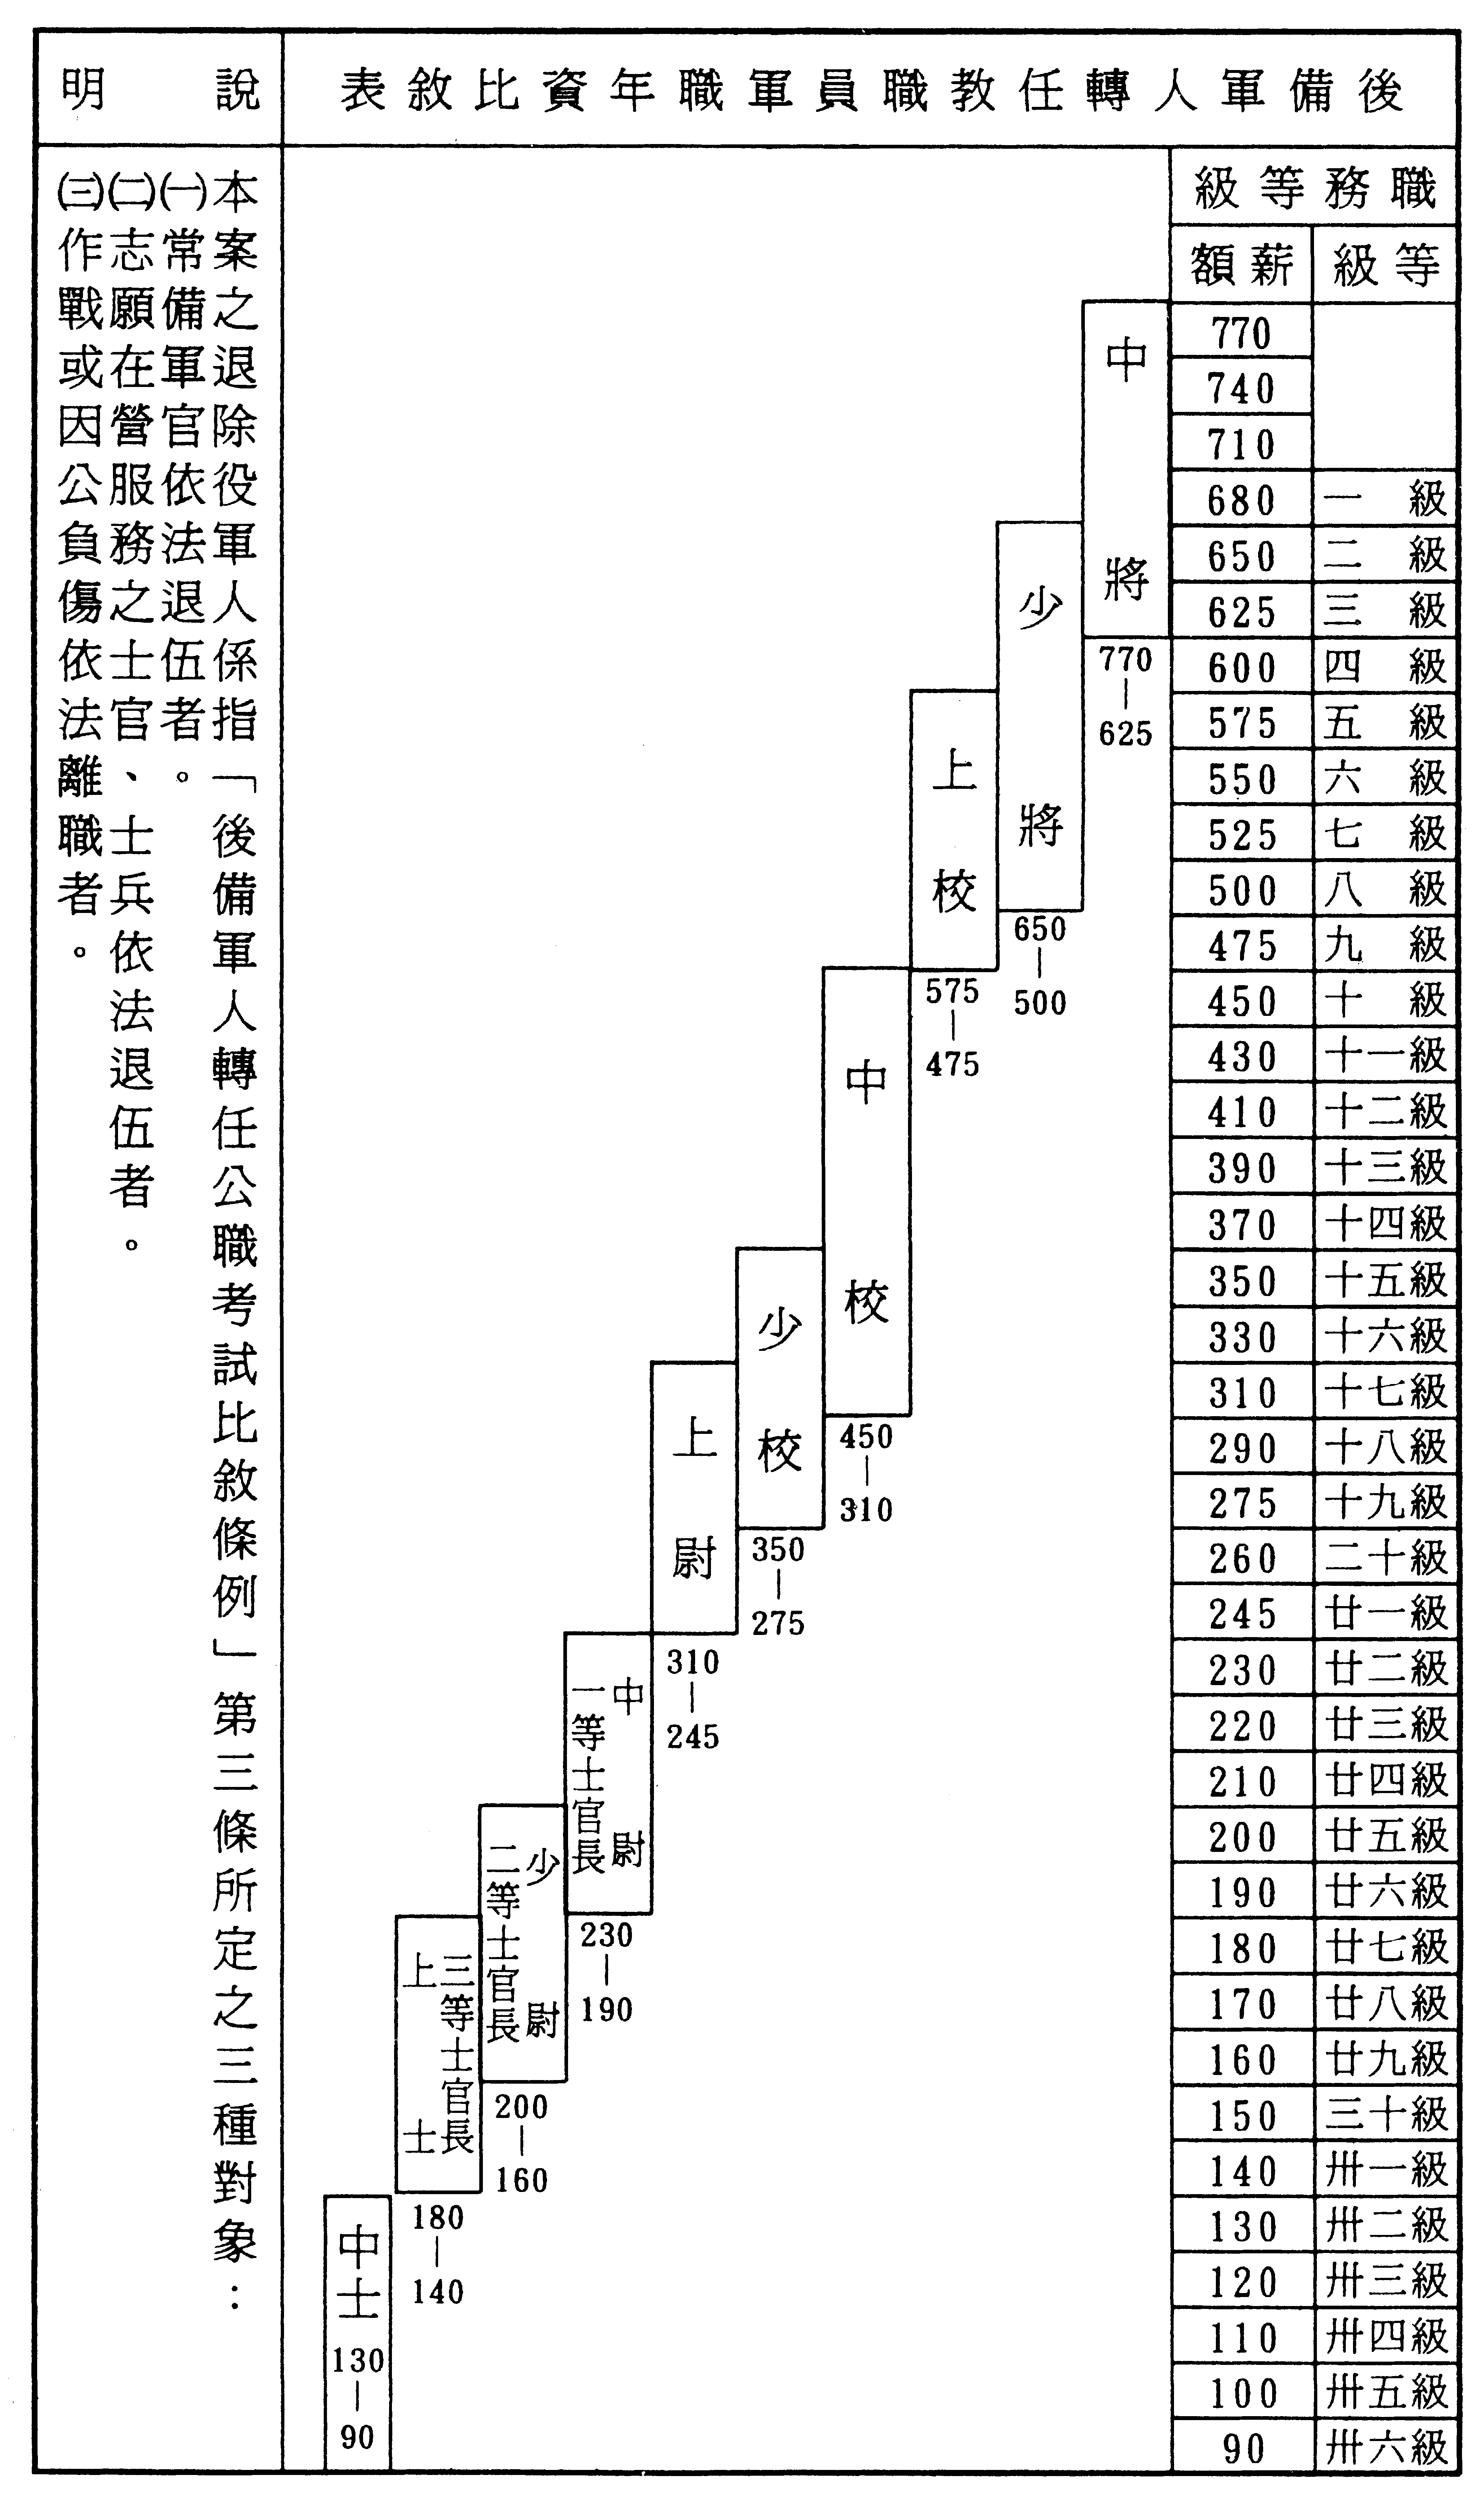 後備軍人轉任教職員軍職年資比敘表
職務等級
等級
薪額
770
740
710
一級 680
二級 650
三級 625
四級 600
五級 575
六級 550
七級 525
八級 500
九級 475
十級 450
十一級 430
十二級 410
十三級 390
十四級 370
十五級 350
十六級 330
十七級 310
十八級 290
十九級 275
二十級 260
廿一級 245
廿二級 230
廿三級 220
廿四級 210
廿五級 200
廿六級 190
廿七級 180
廿八級 170
廿九級 160
三十級 150
卅一級 140
卅二級 130
卅三級 120
卅四級 110
卅五級 100
卅六級 90
中將
770
|
625
少將
650
|
500
上校
575
|
475
中校
450
|
310
少校
350
|
275
上尉
310
|
245
中尉
一等士官長
230
|
190
少尉
二等士官長
200
|
160
三等士官長
上士
180
|
140
中士
130
|
90
說明
本案之退除役軍人係指「後備軍人轉任公職考試比敘條例」第三條所定之三種對象：
㈠常備軍官依法退伍者。
㈡志願在營服務之士官、士兵依法退伍者。
㈢作戰或因公負傷依法離職者。